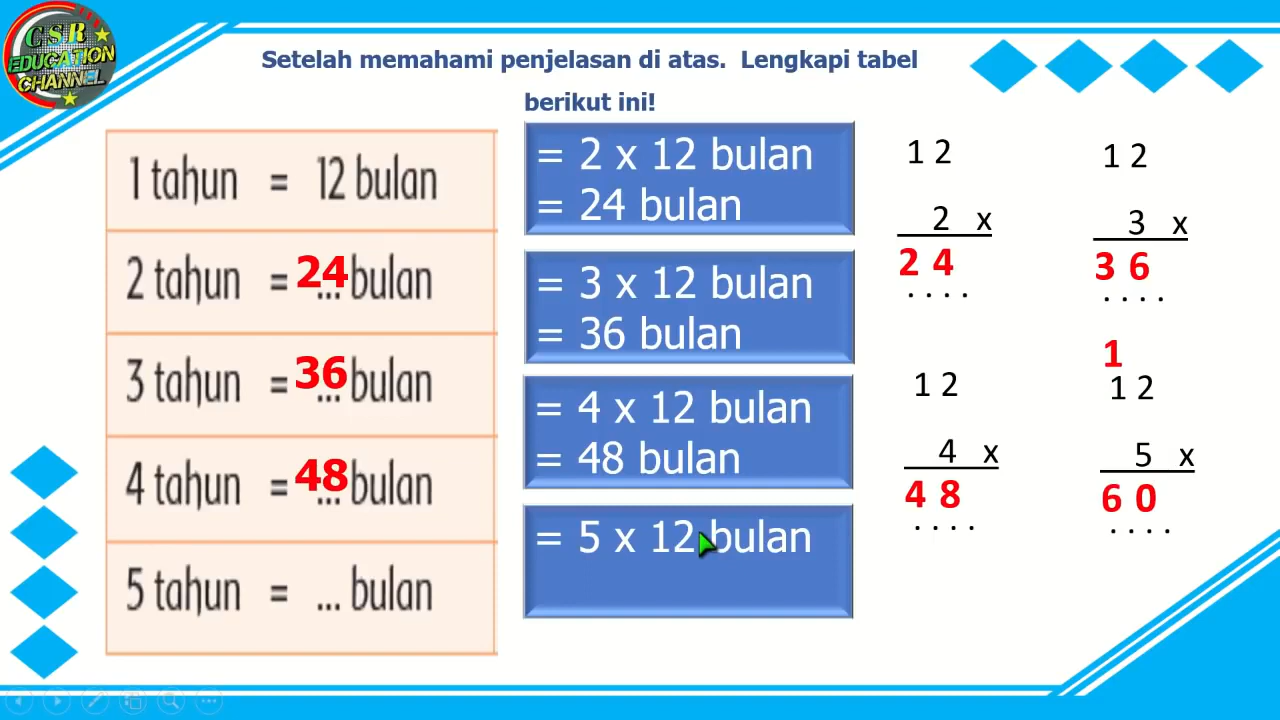 CSR
EDUCATION
CHANNEL
Setelah memahami penjelasan di atas. Lengkapi tabel
berikut ini!
1 tahun = 12 bulan
2 tahun = 24 ... bulan
3 tahun = 36 ... bulan
4 tahun = 48 ... bulan
5 tahun = ... bulan
= 2 x 12 bulan
= 24 bulan
= 3 x 12 bulan
= 36 bulan
= 4 x 12 bulan
= 48 bulan
= 5 x 12 bulan
1 2
2 x
2 4
. . . .
1 2
3 x
3 6
. . . .
1 2
4 x
4 8
. . . .
1
1 2
5 x
6 0
. . . .